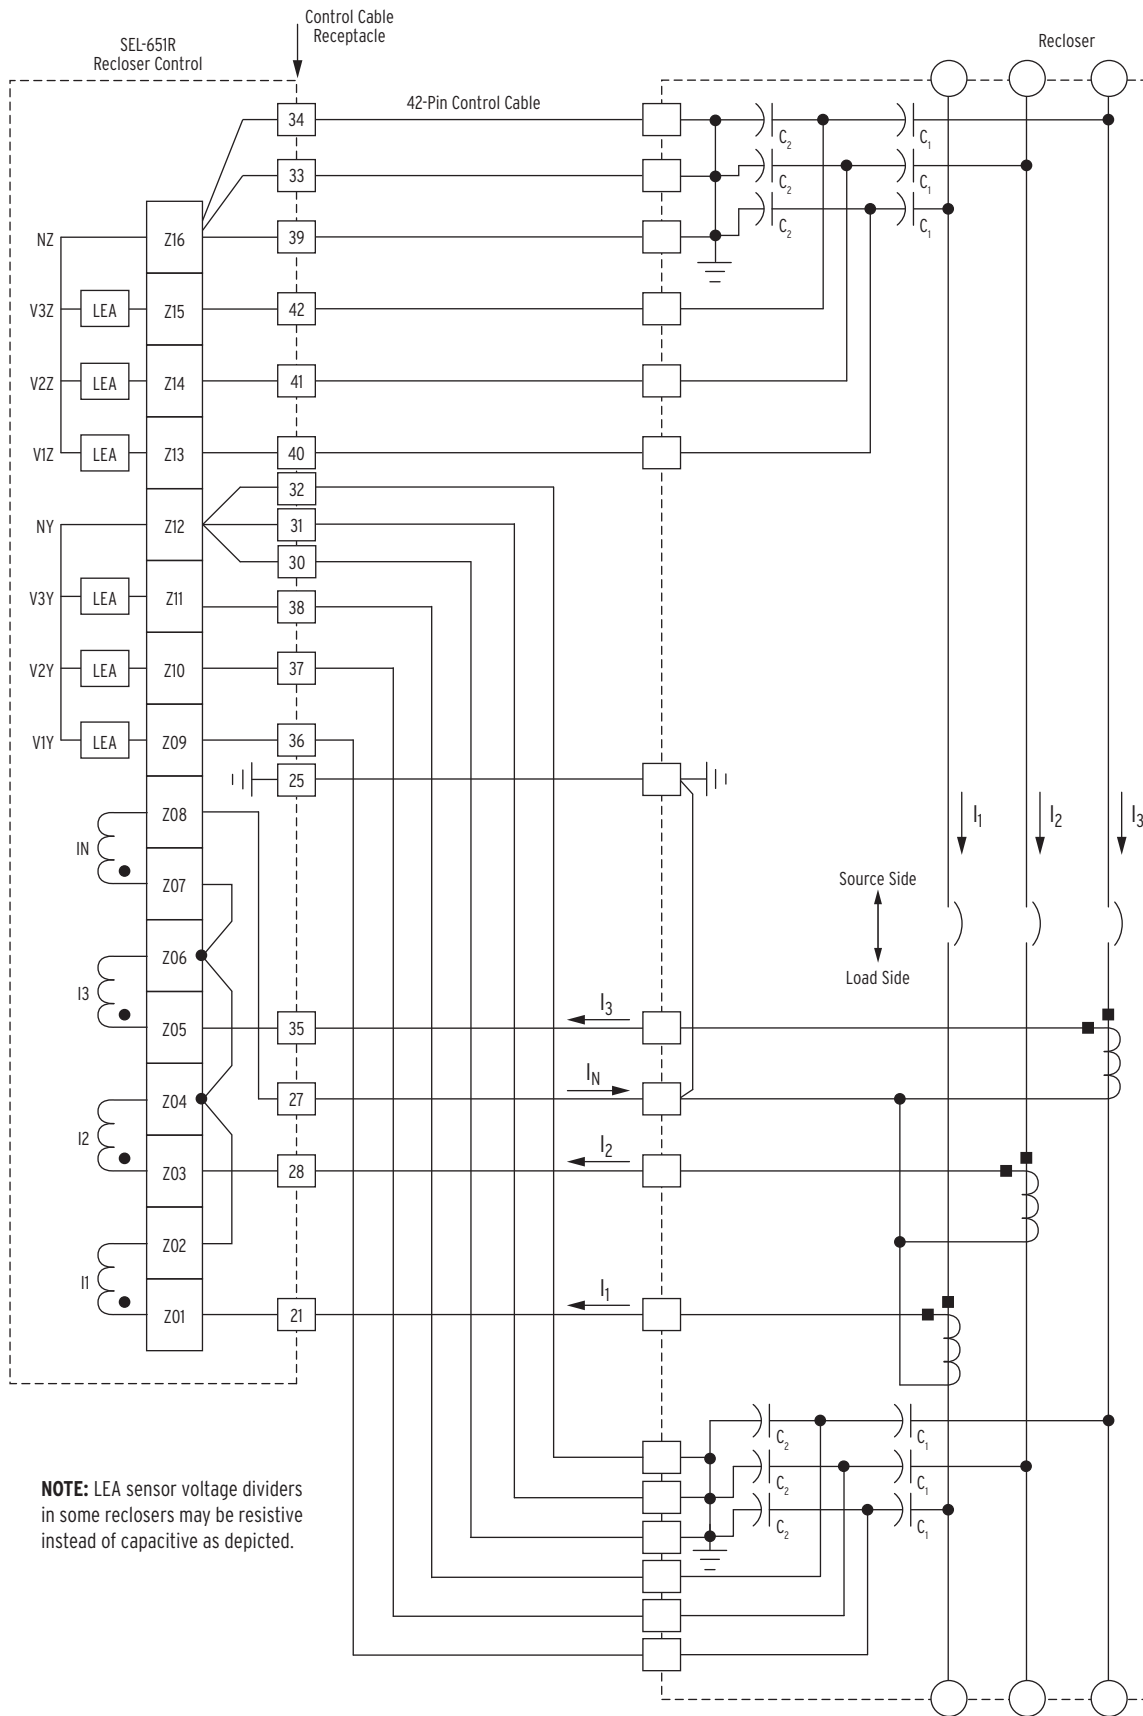 Control Cable
Receptacle
SEL-651R
Recloser Control
Recloser
42-Pin Control Cable
34
C2
C1
33
C2
C1
NZ
Z16
39
C2
C1
V3Z
LEA
Z15
42
V2Z
LEA
Z14
41
V1Z
LEA
Z13
40
32
NY
Z12
31
30
V3Y
LEA
Z11
38
V2Y
LEA
Z10
37
V1Y
LEA
Z09
36
25
Z08
I1
I2
I3
IN
Z07
Source Side
Z06
Load Side
I3
Z05
35
I3
Z04
27
IN
I2
Z03
28
I2
Z02
I1
Z01
21
I1
C2
C1
C2
C1
C2
C1
NOTE: LEA sensor voltage dividers
in some reclosers may be resistive
instead of capacitive as depicted.